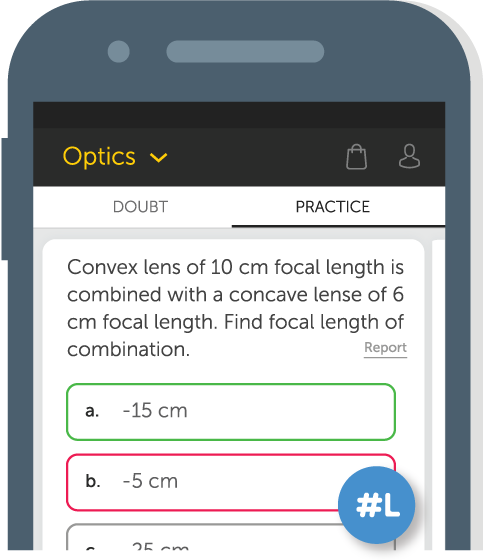 Optics
DOUBT PRACTICE
Convex lens of 10 cm focal length is
combined with a concave lense of 6
cm focal length. Find focal length of
combination.
Report
a. -15 cm
b. -5 cm
#L